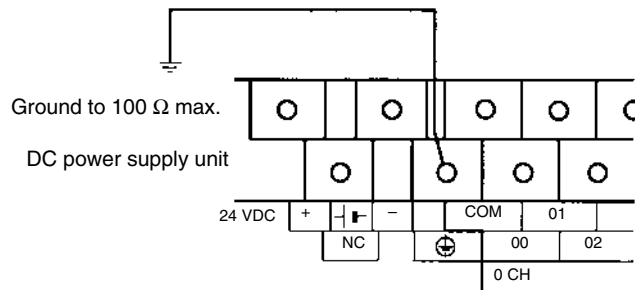 Ground to 100 Ω max.
DC power supply unit
24 VDC + − COM 01
NC 00 02
0 CH